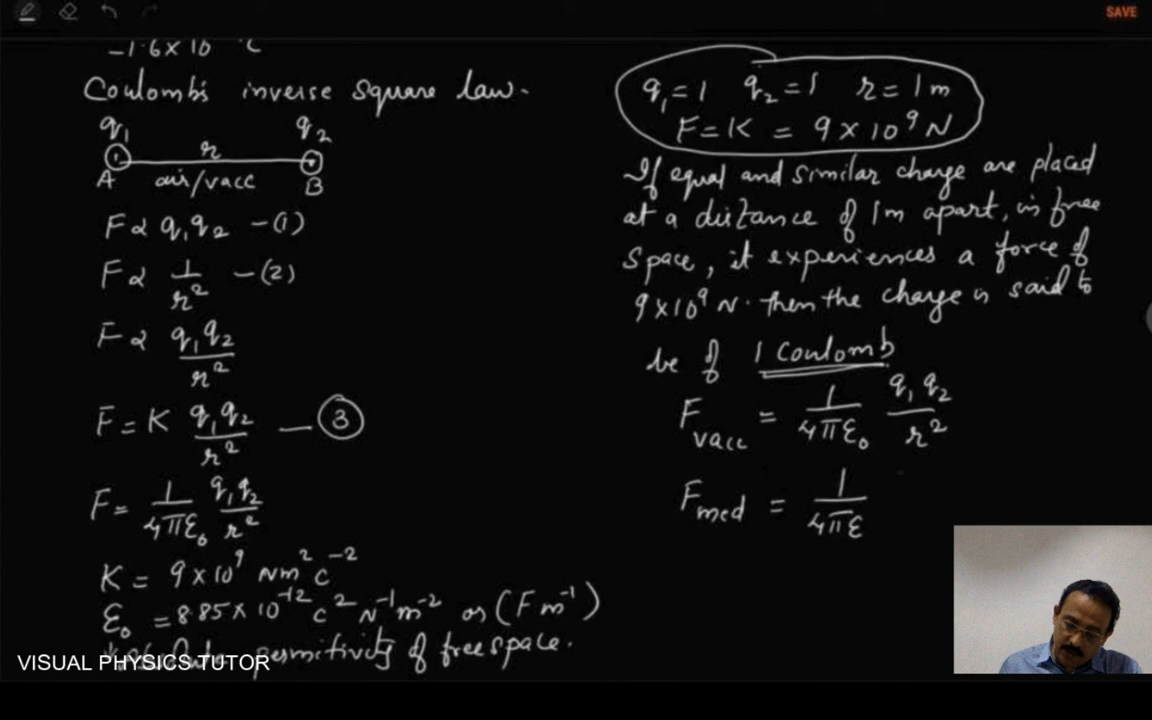 SAVE
-1.6 x 10 C
Coulomb's inverse square law.
q₁ q₂
r
A air/vacc B
F ∝ q₁q₂ -(1)
F ∝ 1/r² -(2)
F ∝ q₁q₂/r²
F = K q₁q₂/r² — ③
F = 1/4πε₀ q₁q₂/r²
K = 9 x 10⁹ Nm² C⁻²
ε₀ = 8.85 x 10⁻¹² C² N⁻¹ m⁻² or (F m⁻¹)
permitivity of free space.
q₁ = 1 q₂ = 1 r = 1m
F = K = 9 x 10⁹ N
If equal and similar charge are placed
at a distance of 1m apart, in free
space, it experiences a force of
9 x 10⁹ N. then the charge is said to
be of 1 Coulomb
F vacc = 1/4πε₀ q₁q₂/r²
F med = 1/4πε
VISUAL PHYSICS TUTOR